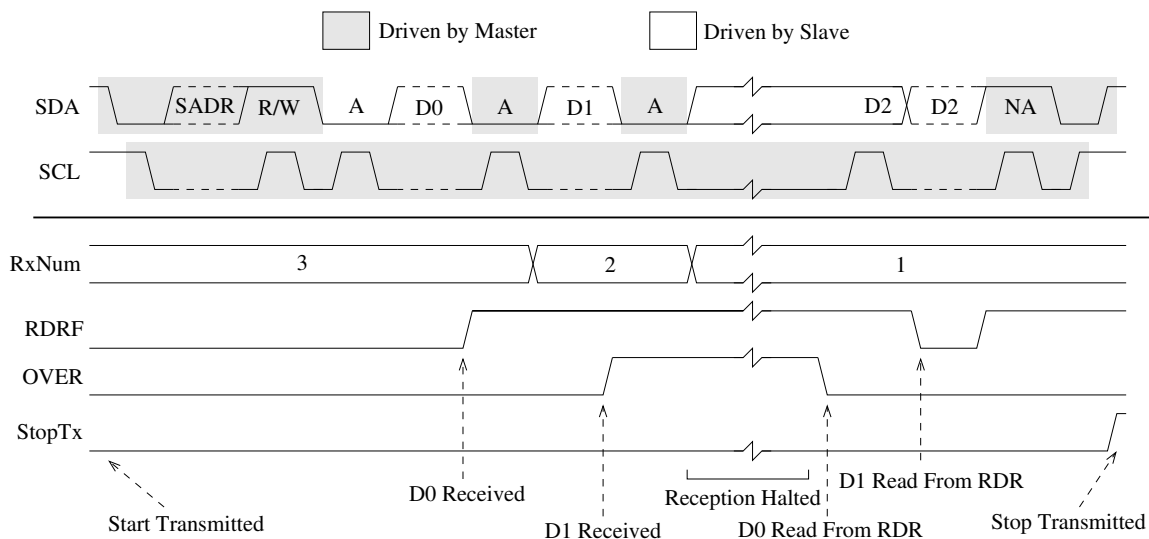 Driven by Master Driven by Slave
SDA SADR R/W A D0 A D1 A D2 D2 NA
SCL
RxNum 3 2 1
RDRF
OVER
StopTx
D0 Received Reception Halted D1 Read From RDR
Start Transmitted D1 Received D0 Read From RDR Stop Transmitted